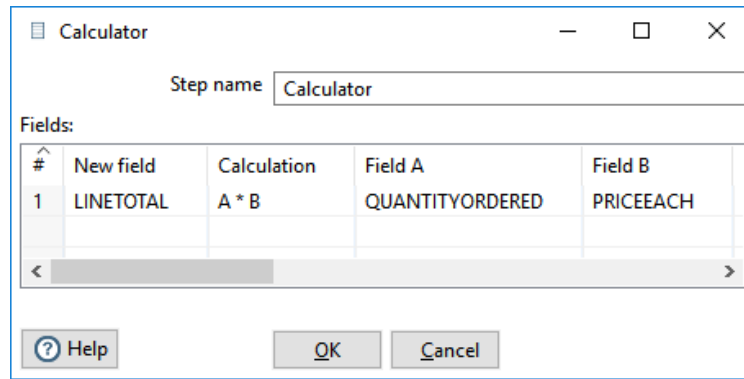 Calculator
Step name Calculator
Fields:
# New field Calculation Field A Field B
1 LINETOTAL A * B QUANTITYORDERED PRICEEACH
Help OK Cancel